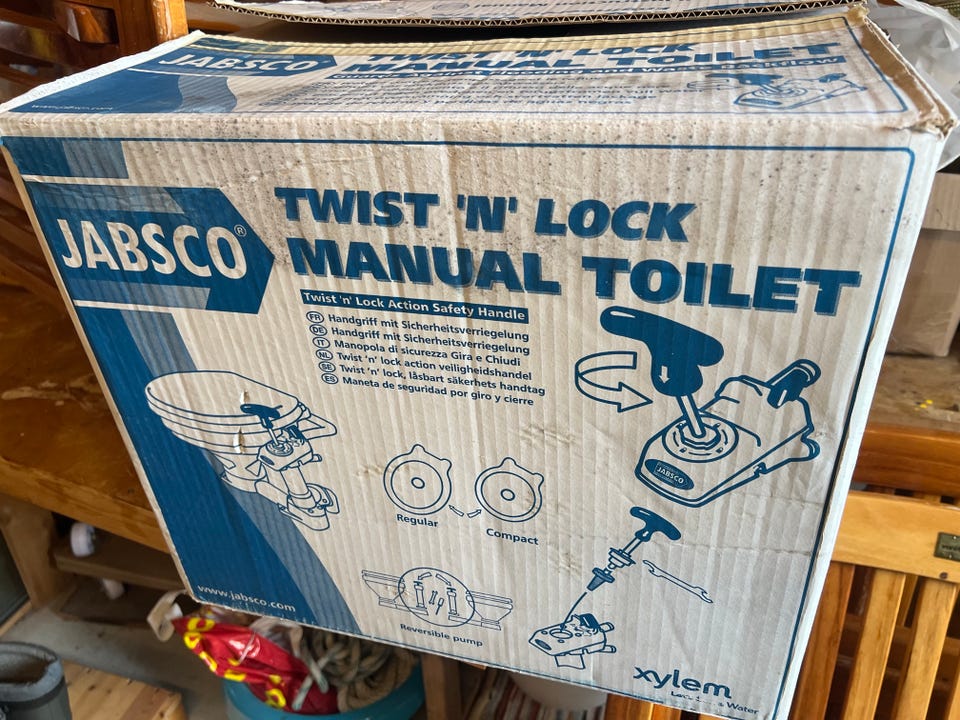 JABSCO
TWIST 'N' LOCK
MANUAL TOILET
JABSCO®
TWIST 'N' LOCK
MANUAL TOILET
Twist 'n' Lock Action Safety Handle
FR Handgriff mit Sicherheitsverriegelung
DE Handgriff mit Sicherheitsverriegelung
IT Manopola di sicurezza Gira e Chiudi
NL Twist 'n' lock action veiligheidshandel
SE Twist 'n' lock, låsbart säkerhets handtag
ES Maneta de seguridad por giro y cierre
JABSCO
Regular
Compact
Reversible pump
www.jabsco.com
xylem
Water